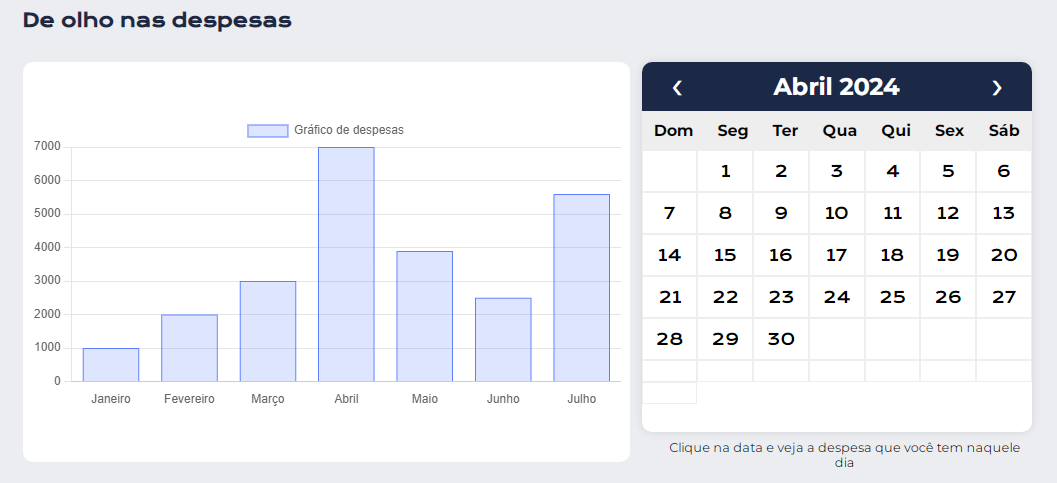 De olho nas despesas
Gráfico de despesas
7000
6000
5000
4000
3000
2000
1000
0
Janeiro Fevereiro Março Abril Maio Junho Julho
❮ Abril 2024 ❯
Dom Seg Ter Qua Qui Sex Sáb
1 2 3 4 5 6
7 8 9 10 11 12 13
14 15 16 17 18 19 20
21 22 23 24 25 26 27
28 29 30
Clique na data e veja a despesa que você tem naquele
dia